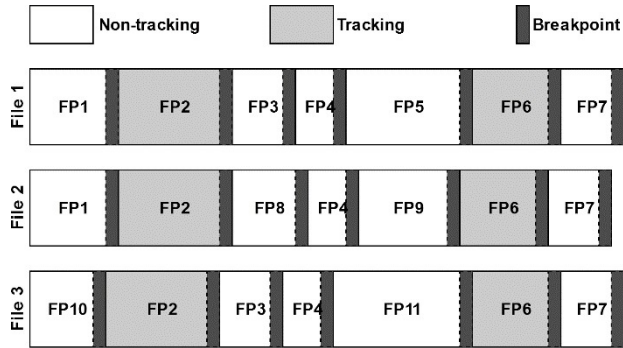 Non-tracking Tracking Breakpoint
File 1 FP1 FP2 FP3 FP4 FP5 FP6 FP7
File 2 FP1 FP2 FP8 FP4 FP9 FP6 FP7
File 3 FP10 FP2 FP3 FP4 FP11 FP6 FP7